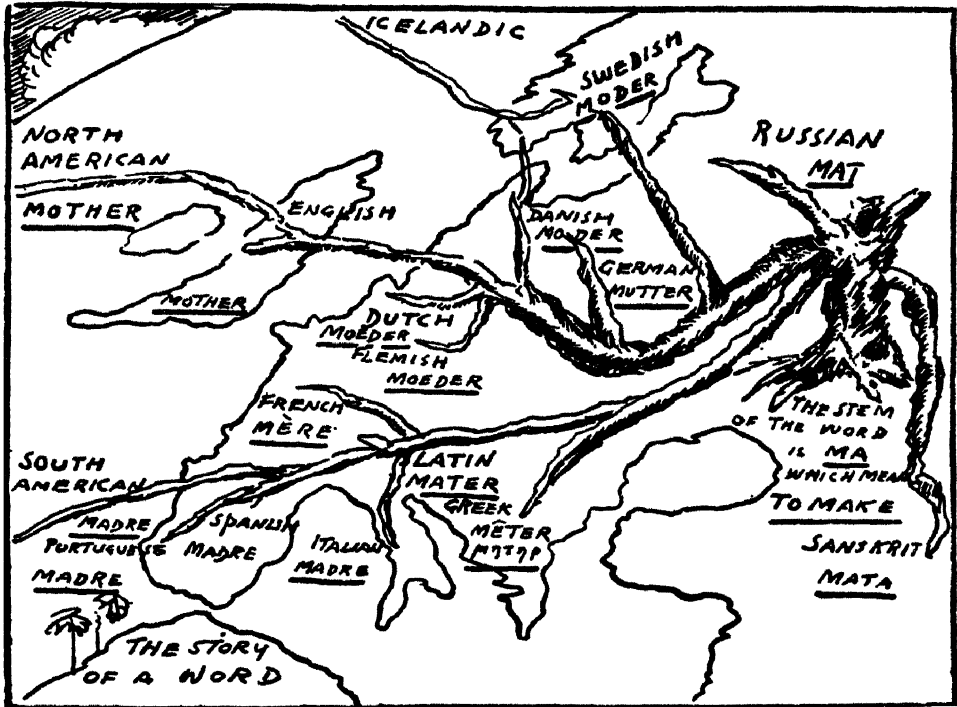 ICELANDIC
SWEDISH
MODER
NORTH
AMERICAN
MOTHER
RUSSIAN
MAT
ENGLISH
MOTHER
DANISH
MODER
GERMAN
MUTTER
DUTCH
MOEDER
FLEMISH
MOEDER
FRENCH
MÈRE
THE STEM
OF THE WORD
IS MA
WHICH MEANS
TO MAKE
SOUTH
AMERICAN
MADRE
LATIN
MATER
GREEK
MÊTER
SPANISH
MADRE
ITALIAN
MADRE
PORTUGUESE
MADRE
SANSKRIT
MATA
THE STORY
OF A WORD